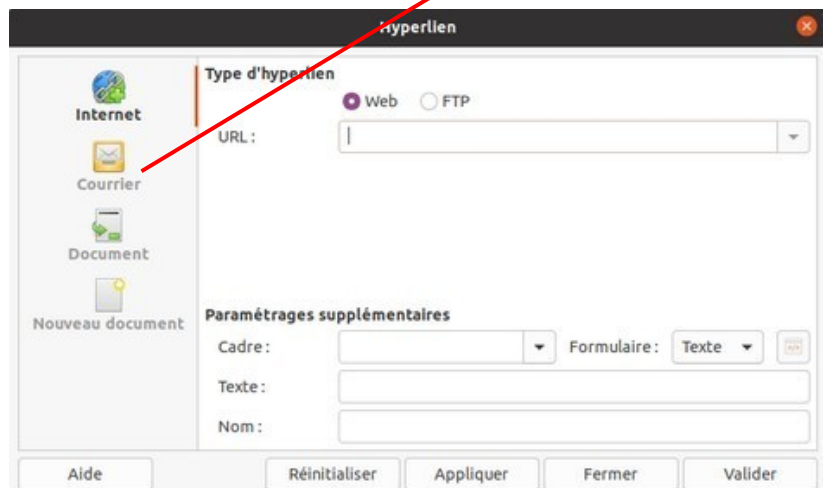 Hyperlien
Internet
Courrier
Document
Nouveau document
Type d'hyperlien
Web FTP
URL :
Paramétrages supplémentaires
Cadre : Formulaire : Texte
Texte :
Nom :
Aide Réinitialiser Appliquer Fermer Valider